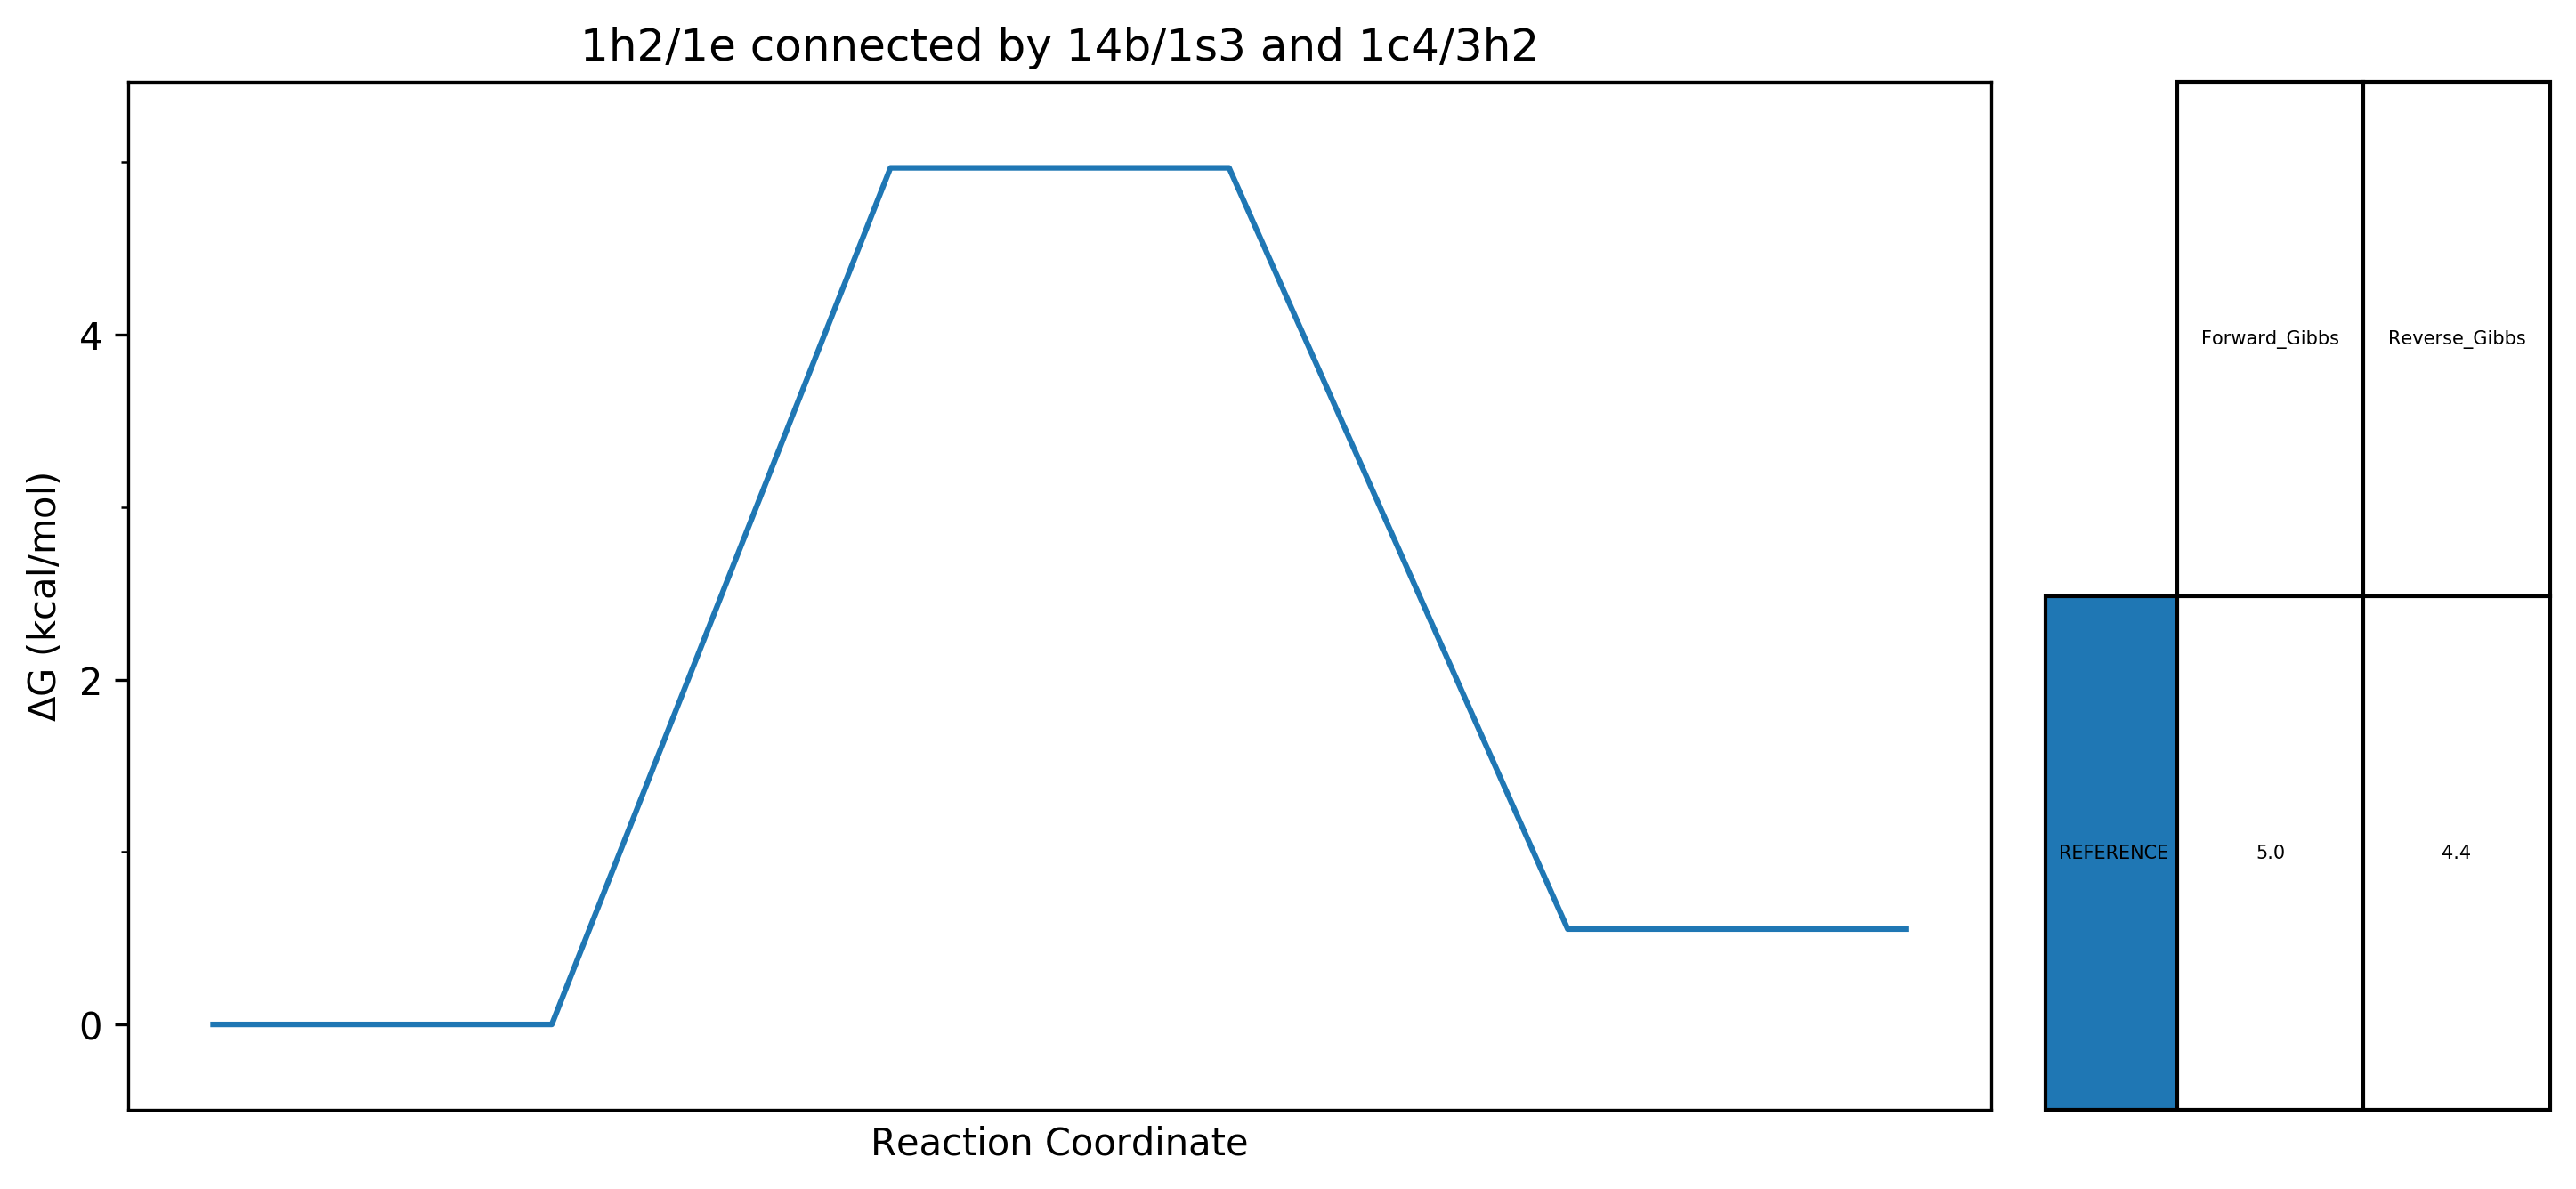 1h2/1e connected by 14b/1s3 and 1c4/3h2
ΔG (kcal/mol)
4
2
0
Reaction Coordinate
Forward_Gibbs Reverse_Gibbs
REFERENCE 5.0 4.4